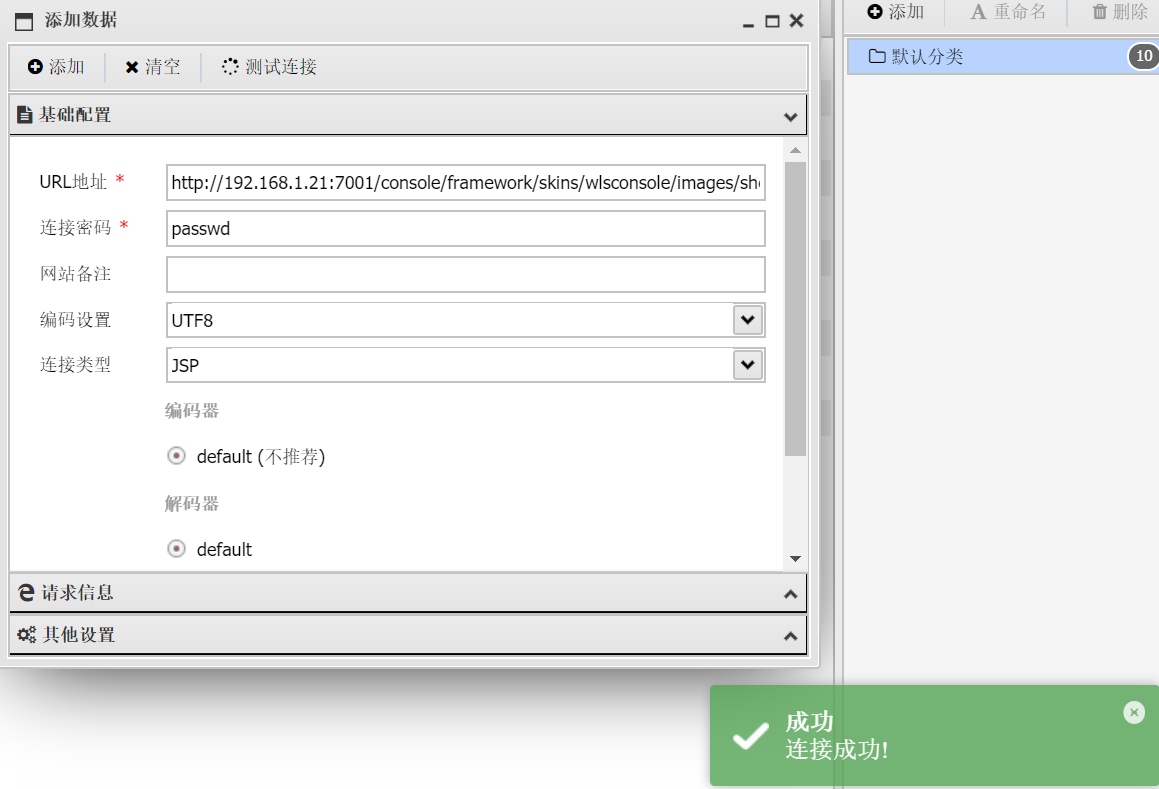 添加数据
添加 清空 测试连接
基础配置
URL地址 * http://192.168.1.21:7001/console/framework/skins/wlsconsole/images/sh
连接密码 * passwd
网站备注
编码设置 UTF8
连接类型 JSP
编码器
default (不推荐)
解码器
default
请求信息
其他设置
添加 重命名 删除
默认分类 10
成功
连接成功!